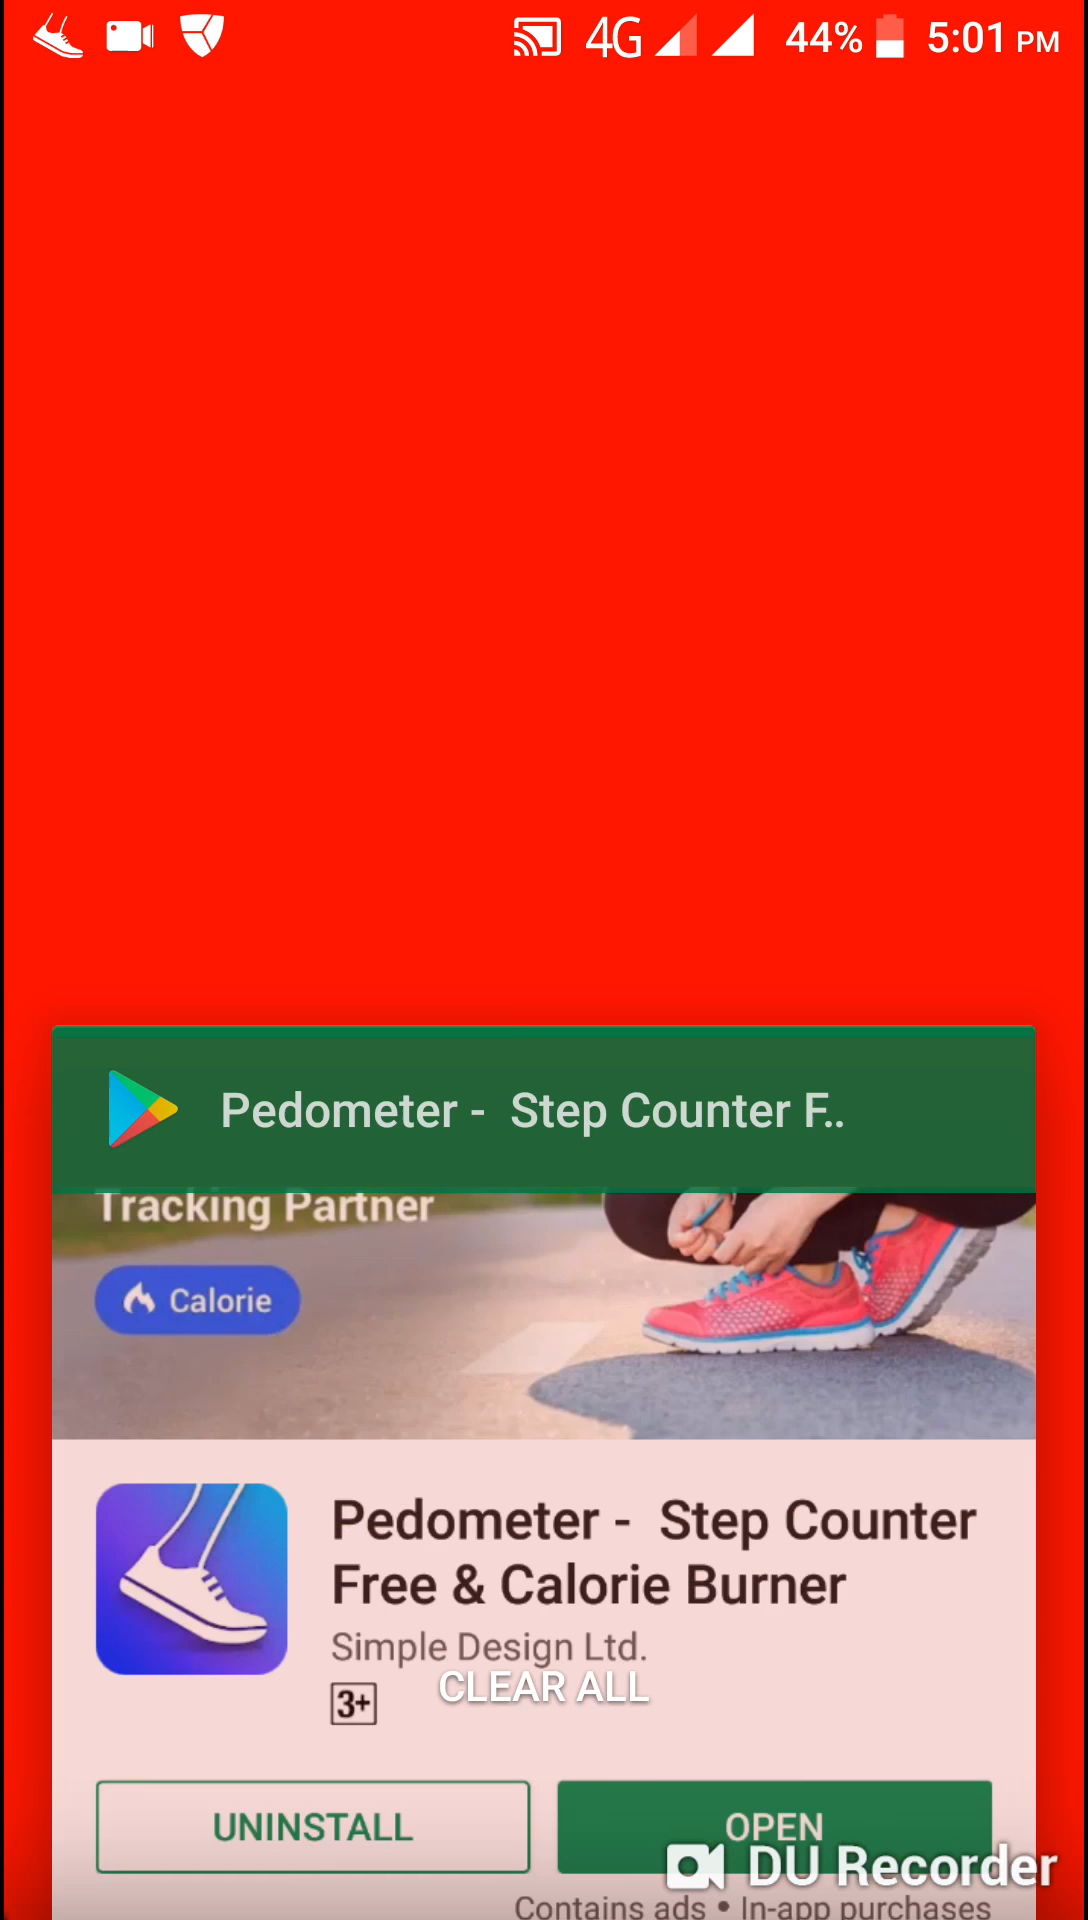 4G 44% 5:01 PM
Pedometer - Step Counter F..
Tracking Partner
Calorie
Pedometer - Step Counter
Free & Calorie Burner
Simple Design Ltd.
CLEAR ALL
3+
UNINSTALL OPEN
DU Recorder
Contains ads • In-app purchases